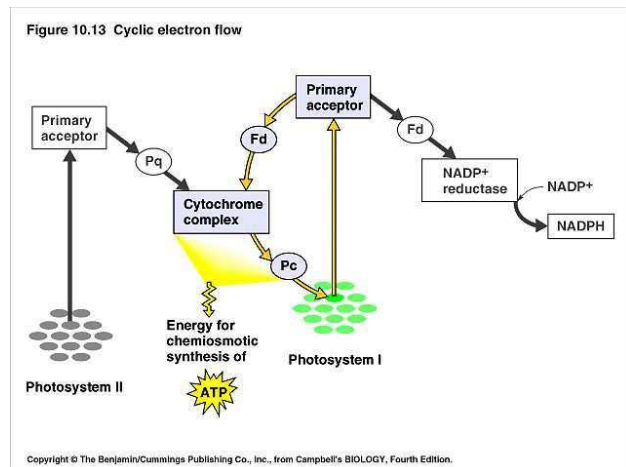 Figure 10.13 Cyclic electron flow
Primary
acceptor
Pq
Cytochrome
complex
Fd
Primary
acceptor
Fd
NADP+
reductase
NADP+
NADPH
Pc
Energy for
chemiosmotic
synthesis of
ATP
Photosystem I
Photosystem II
Copyright © The Benjamin/Cummings Publishing Co., Inc., from Campbell's BIOLOGY, Fourth Edition.